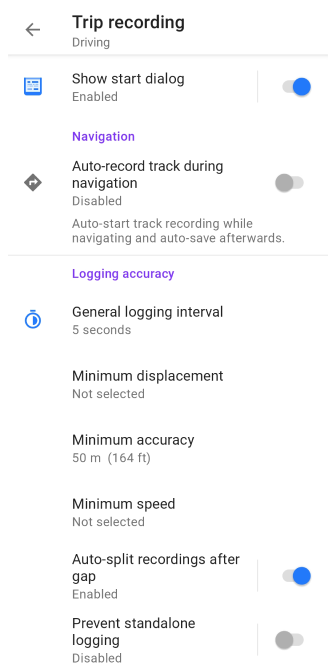 Trip recording
Driving
Show start dialog
Enabled
Navigation
Auto-record track during
navigation
Disabled
Auto-start track recording while
navigating and auto-save afterwards.
Logging accuracy
General logging interval
5 seconds
Minimum displacement
Not selected
Minimum accuracy
50 m (164 ft)
Minimum speed
Not selected
Auto-split recordings after
gap
Enabled
Prevent standalone
logging
Disabled